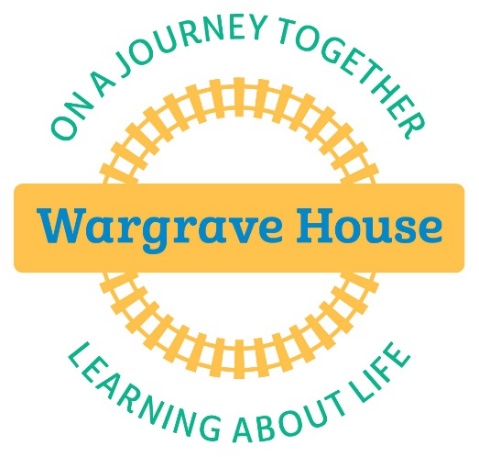 ON A JOURNEY TOGETHER
Wargrave House
LEARNING ABOUT LIFE